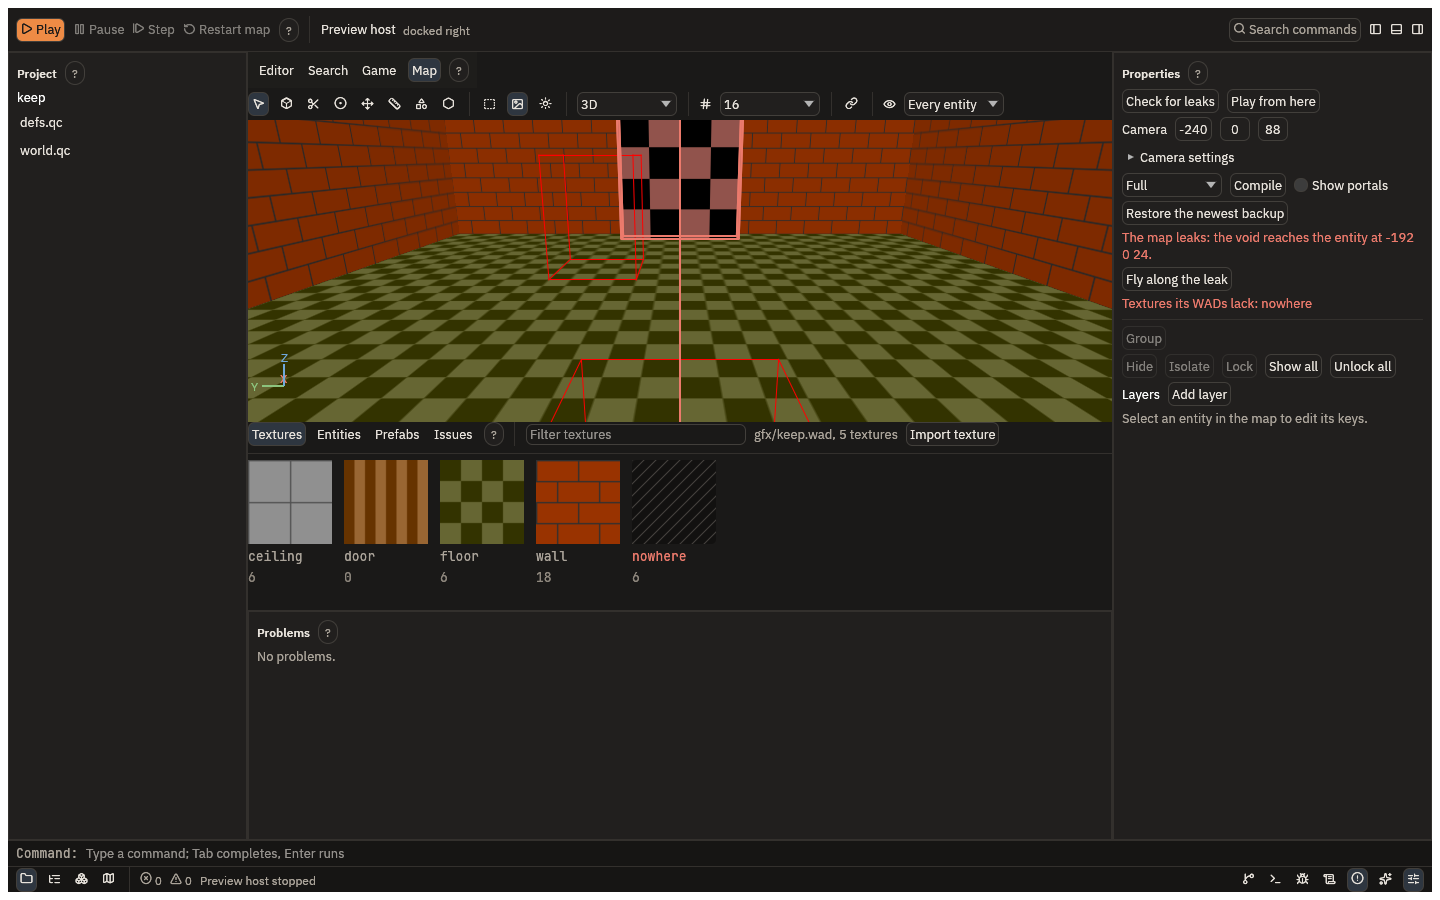 Play Pause Step Restart map ? Preview host docked right Search commands
Project ?
keep
defs.qc
world.qc
Editor Search Game Map ?
3D 16 Every entity
Z
Y X
Textures Entities Prefabs Issues ? Filter textures gfx/keep.wad, 5 textures Import texture
ceiling door floor wall nowhere
6 0 6 18 6
Problems ?
No problems.
Properties ?
Check for leaks Play from here
Camera -240 0 88
Camera settings
Full Compile Show portals
Restore the newest backup
The map leaks: the void reaches the entity at -192
0 24.
Fly along the leak
Textures its WADs lack: nowhere
Group
Hide Isolate Lock Show all Unlock all
Layers Add layer
Select an entity in the map to edit its keys.
Command: Type a command; Tab completes, Enter runs
0 0 Preview host stopped